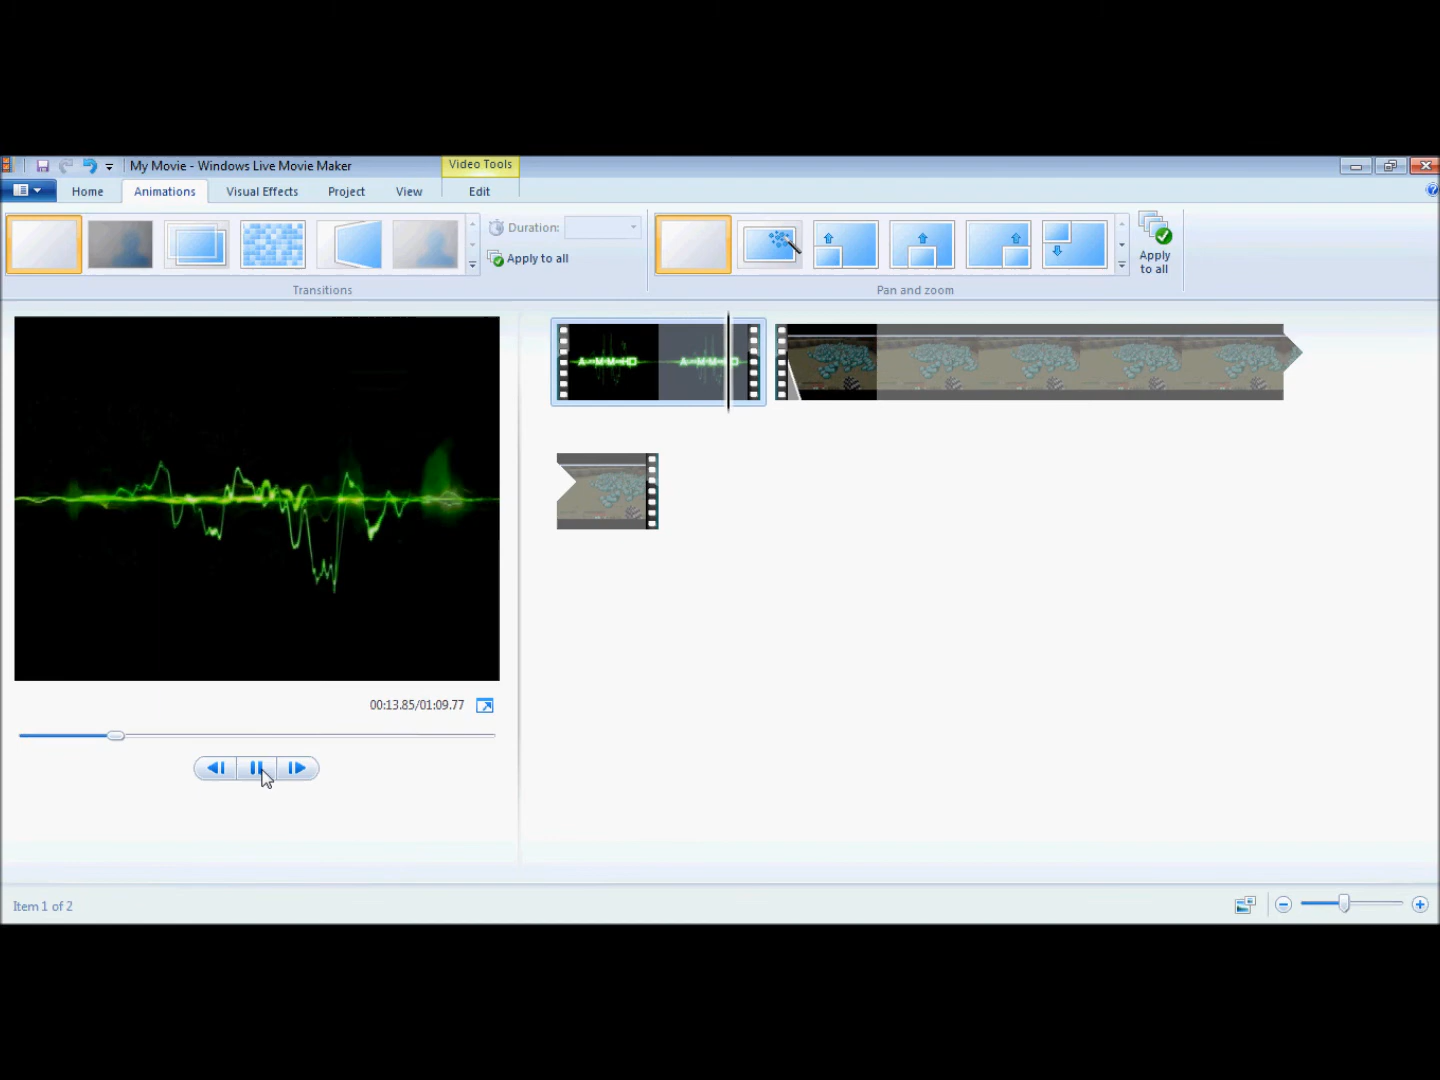 My Movie - Windows Live Movie Maker
Video Tools
Home
Animations
Visual Effects
Project
View
Edit
Duration:
Apply to all
Transitions
Apply
to all
Pan and zoom
00:13.85/01:09.77
Item 1 of 2